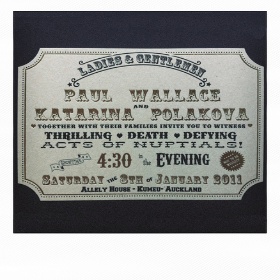 LADIES & GENTLEMEN
PAUL WALLACE
AND
KATARINA POLAKOVA
TOGETHER WITH THEIR FAMILIES INVITE YOU TO WITNESS
THRILLING ♥ DEATH ♥ DEFYING
ACTS OF NUPTIALS!
4:30 IN THE EVENING
SATURDAY THE 8TH OF JANUARY 2011
ALLELY HOUSE - KUMEU - AUCKLAND